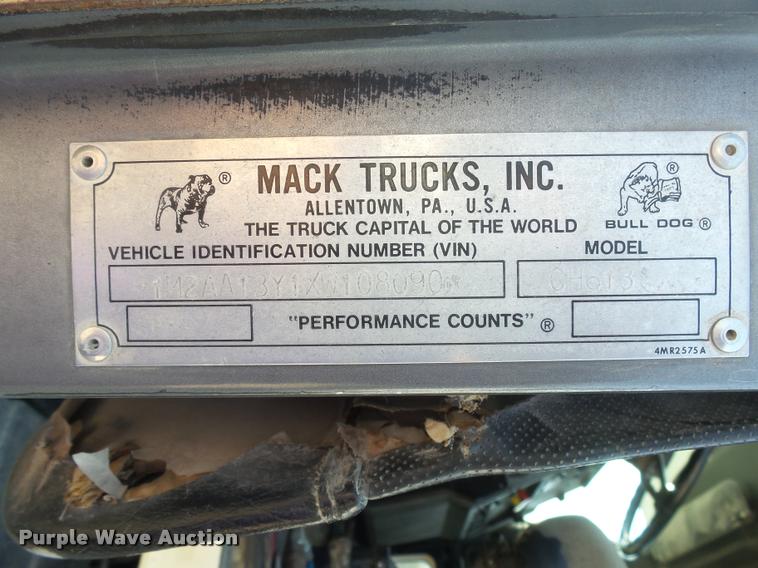 MACK TRUCKS, INC.
ALLENTOWN, PA., U.S.A.
THE TRUCK CAPITAL OF THE WORLD
®
®
BULL DOG ®
VEHICLE IDENTIFICATION NUMBER (VIN)
MODEL
1M2AA13Y1XW108090
CH613
"PERFORMANCE COUNTS" ®
4MR2575A
Purple Wave Auction